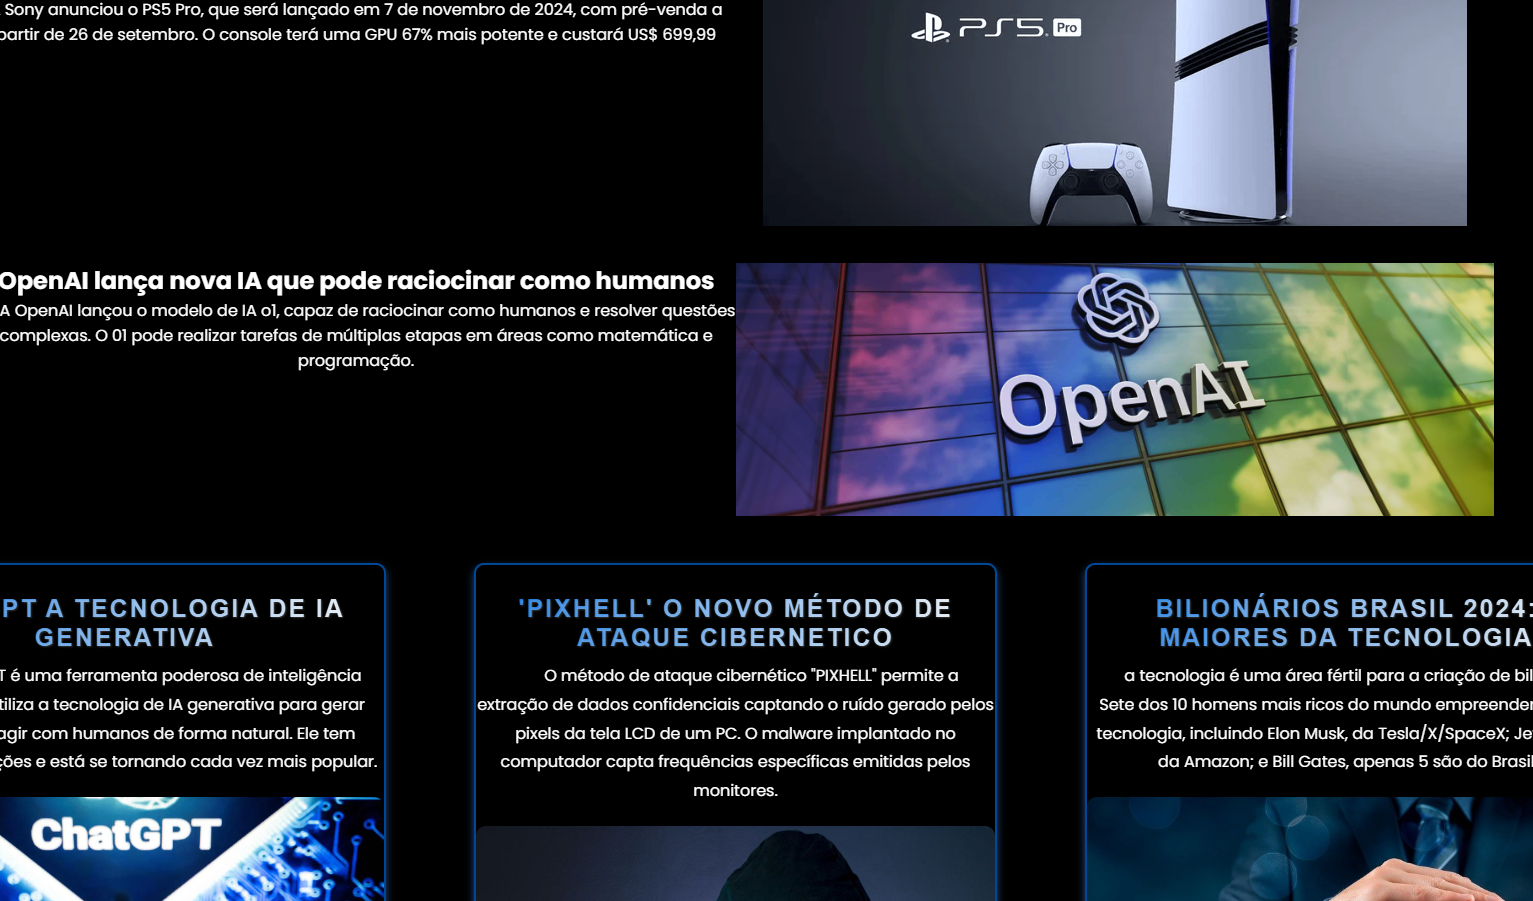 Sony anunciou o PS5 Pro, que será lançado em 7 de novembro de 2024, com pré-venda a
partir de 26 de setembro. O console terá uma GPU 67% mais potente e custará US$ 699,99
PS5 Pro
OpenAI lança nova IA que pode raciocinar como humanos
A OpenAI lançou o modelo de IA o1, capaz de raciocinar como humanos e resolver questões
complexas. O 01 pode realizar tarefas de múltiplas etapas em áreas como matemática e
programação.
OpenAI
PT A TECNOLOGIA DE IA
GENERATIVA
T é uma ferramenta poderosa de inteligência
tiliza a tecnologia de IA generativa para gerar
agir com humanos de forma natural. Ele tem
ções e está se tornando cada vez mais popular.
ChatGPT
'PIXHELL' O NOVO MÉTODO DE
ATAQUE CIBERNETICO
O método de ataque cibernético "PIXHELL" permite a
extração de dados confidenciais captando o ruído gerado pelos
pixels da tela LCD de um PC. O malware implantado no
computador capta frequências específicas emitidas pelos
monitores.
BILIONÁRIOS BRASIL 2024:
MAIORES DA TECNOLOGIA
a tecnologia é uma área fértil para a criação de bil
Sete dos 10 homens mais ricos do mundo empreender
tecnologia, incluindo Elon Musk, da Tesla/X/SpaceX; Je
da Amazon; e Bill Gates, apenas 5 são do Brasil